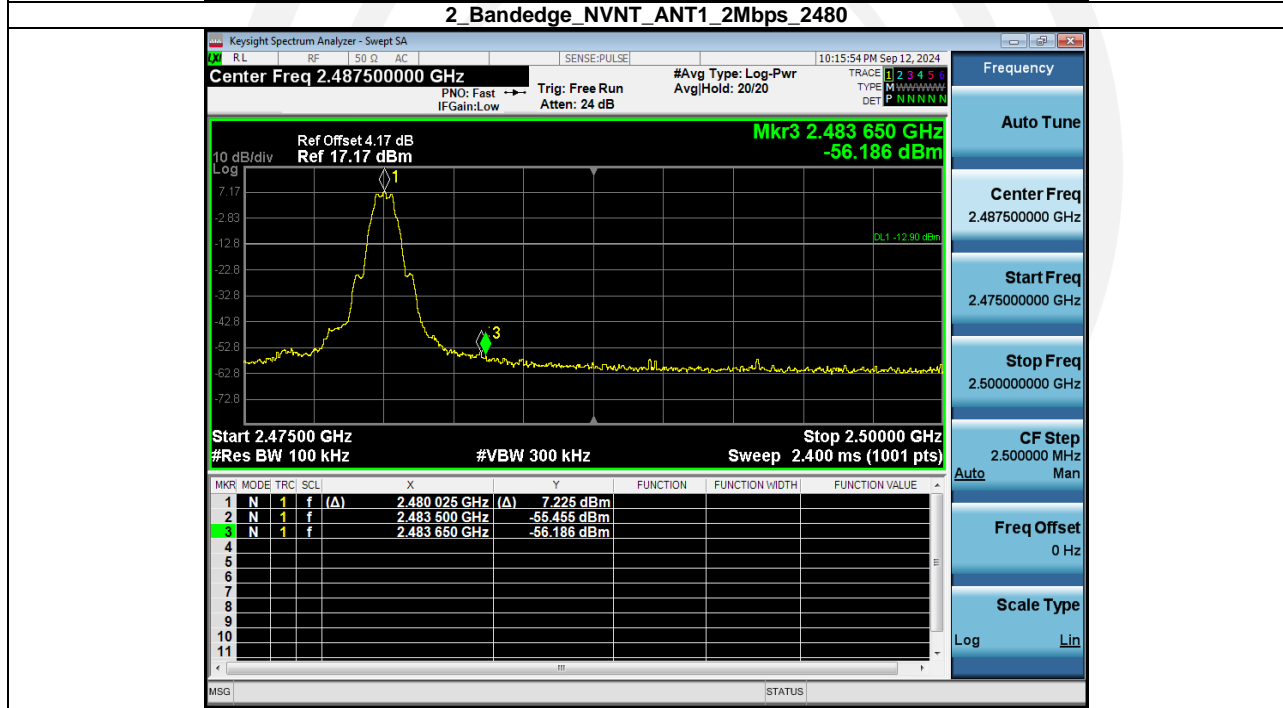 2_Bandedge_NVNT_ANT1_2Mbps_2480
Keysight Spectrum Analyzer - Swept SA
LXI RL RF 50 Ω AC SENSE:PULSE 10:15:54 PM Sep 12, 2024
Center Freq 2.487500000 GHz #Avg Type: Log-Pwr TRACE 1 2 3 4 5 6
PNO: Fast Trig: Free Run Avg|Hold: 20/20 TYPE M WWWWW
IFGain:Low Atten: 24 dB DET P N N N N N
Mkr3 2.483 650 GHz
-56.186 dBm
Ref Offset 4.17 dB
10 dB/div Ref 17.17 dBm
Log
1
7.17
-2.83
DL1 -12.90 dBm
-12.8
-22.8
-32.8
-42.8
3
-52.8
-62.8
-72.8
Start 2.47500 GHz Stop 2.50000 GHz
#Res BW 100 kHz #VBW 300 kHz Sweep 2.400 ms (1001 pts)
MKR MODE TRC SCL X Y FUNCTION FUNCTION WIDTH FUNCTION VALUE
1 N 1 f (Δ) 2.480 025 GHz (Δ) 7.225 dBm
2 N 1 f 2.483 500 GHz -55.455 dBm
3 N 1 f 2.483 650 GHz -56.186 dBm
4
5
6
7
8
9
10
11
MSG STATUS
Frequency
Auto Tune
Center Freq
2.487500000 GHz
Start Freq
2.475000000 GHz
Stop Freq
2.500000000 GHz
CF Step
2.500000 MHz
Auto Man
Freq Offset
0 Hz
Scale Type
Log Lin